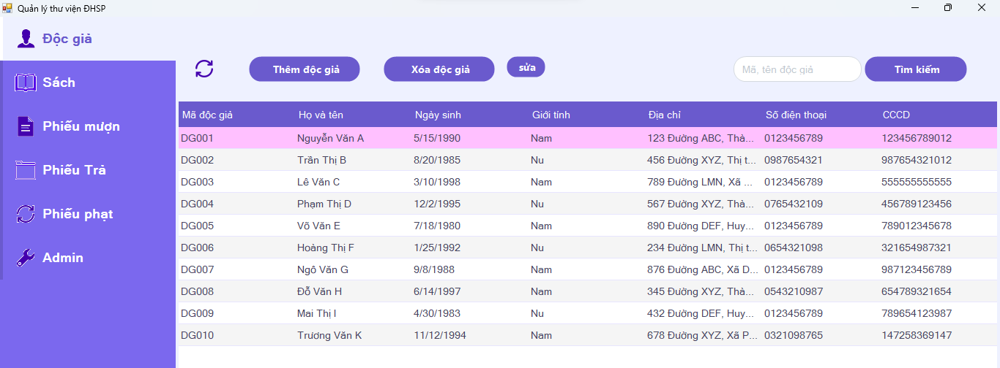 Quản lý thư viện ĐHSP
Độc giả
Sách
Phiếu mượn
Phiếu Trả
Phiếu phạt
Admin
Thêm độc giả Xóa độc giả sửa Mã, tên độc giả Tìm kiếm
Mã độc giả Họ và tên Ngày sinh Giới tính Địa chỉ Số điện thoại CCCD
DG001 Nguyễn Văn A 5/15/1990 Nam 123 Đường ABC, Thà... 0123456789 123456789012
DG002 Trần Thị B 8/20/1985 Nu 456 Đường XYZ, Thị t... 0987654321 987654321012
DG003 Lê Văn C 3/10/1998 Nam 789 Đường LMN, Xã ... 0123456789 555555555555
DG004 Phạm Thị D 12/2/1995 Nu 567 Đường XYZ, Thà... 0765432109 456789123456
DG005 Võ Văn E 7/18/1980 Nam 890 Đường DEF, Huy... 0123456789 789012345678
DG006 Hoàng Thị F 1/25/1992 Nu 234 Đường LMN, Thị t... 0654321098 321654987321
DG007 Ngô Văn G 9/8/1988 Nam 876 Đường ABC, Xã D... 0123456789 987123456789
DG008 Đỗ Văn H 6/14/1997 Nam 345 Đường XYZ, Thà... 0543210987 654789321654
DG009 Mai Thị I 4/30/1983 Nu 432 Đường DEF, Huy... 0123456789 789654123987
DG010 Trương Văn K 11/12/1994 Nam 678 Đường XYZ, Xã P... 0321098765 147258369147